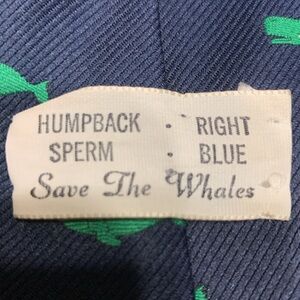 HUMPBACK · RIGHT
SPERM · BLUE
Save The Whales